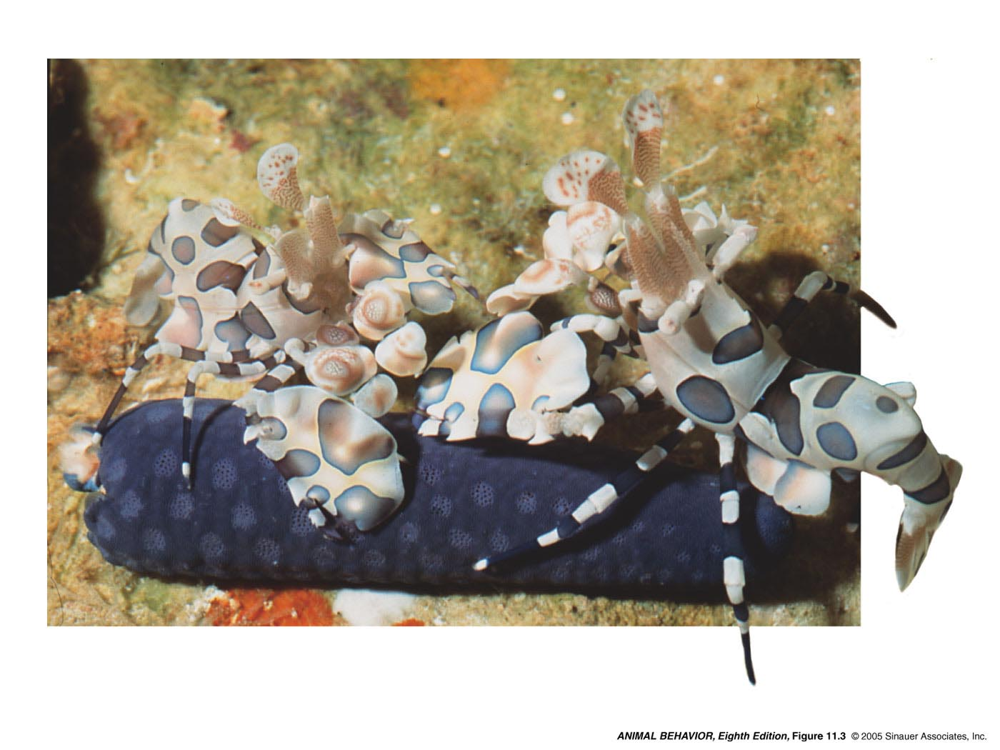 ANIMAL BEHAVIOR, Eighth Edition, Figure 11.3 © 2005 Sinauer Associates, Inc.